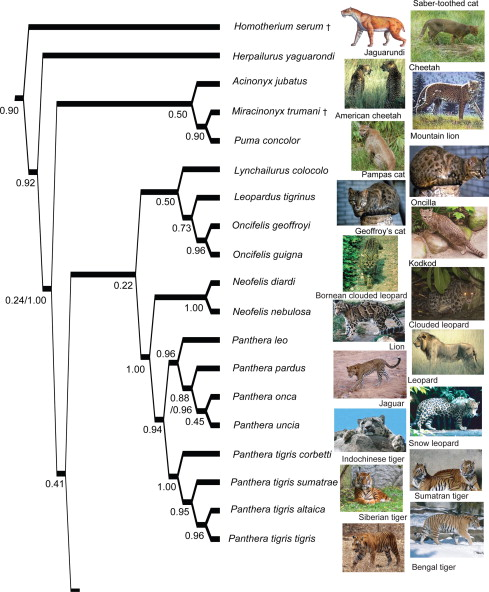 Homotherium serum †
Herpailurus yaguarondi
Acinonyx jubatus
Miracinonyx trumani †
Puma concolor
Lynchailurus colocolo
Leopardus tigrinus
Oncifelis geoffroyi
Oncifelis guigna
Neofelis diardi
Neofelis nebulosa
Panthera leo
Panthera pardus
Panthera onca
Panthera uncia
Panthera tigris corbetti
Panthera tigris sumatrae
Panthera tigris altaica
Panthera tigris tigris
0.90
0.92
0.50
0.90
0.24/1.00
0.50
0.73
0.96
0.22
1.00
1.00
0.96
0.88
/0.96
0.45
0.94
1.00
0.95
0.96
0.41
Saber-toothed cat
Jaguarundi
Cheetah
American cheetah
Mountain lion
Pampas cat
Oncilla
Geoffroy's cat
Kodkod
Bornean clouded leopard
Clouded leopard
Lion
Leopard
Jaguar
Snow leopard
Indochinese tiger
Sumatran tiger
Siberian tiger
Bengal tiger